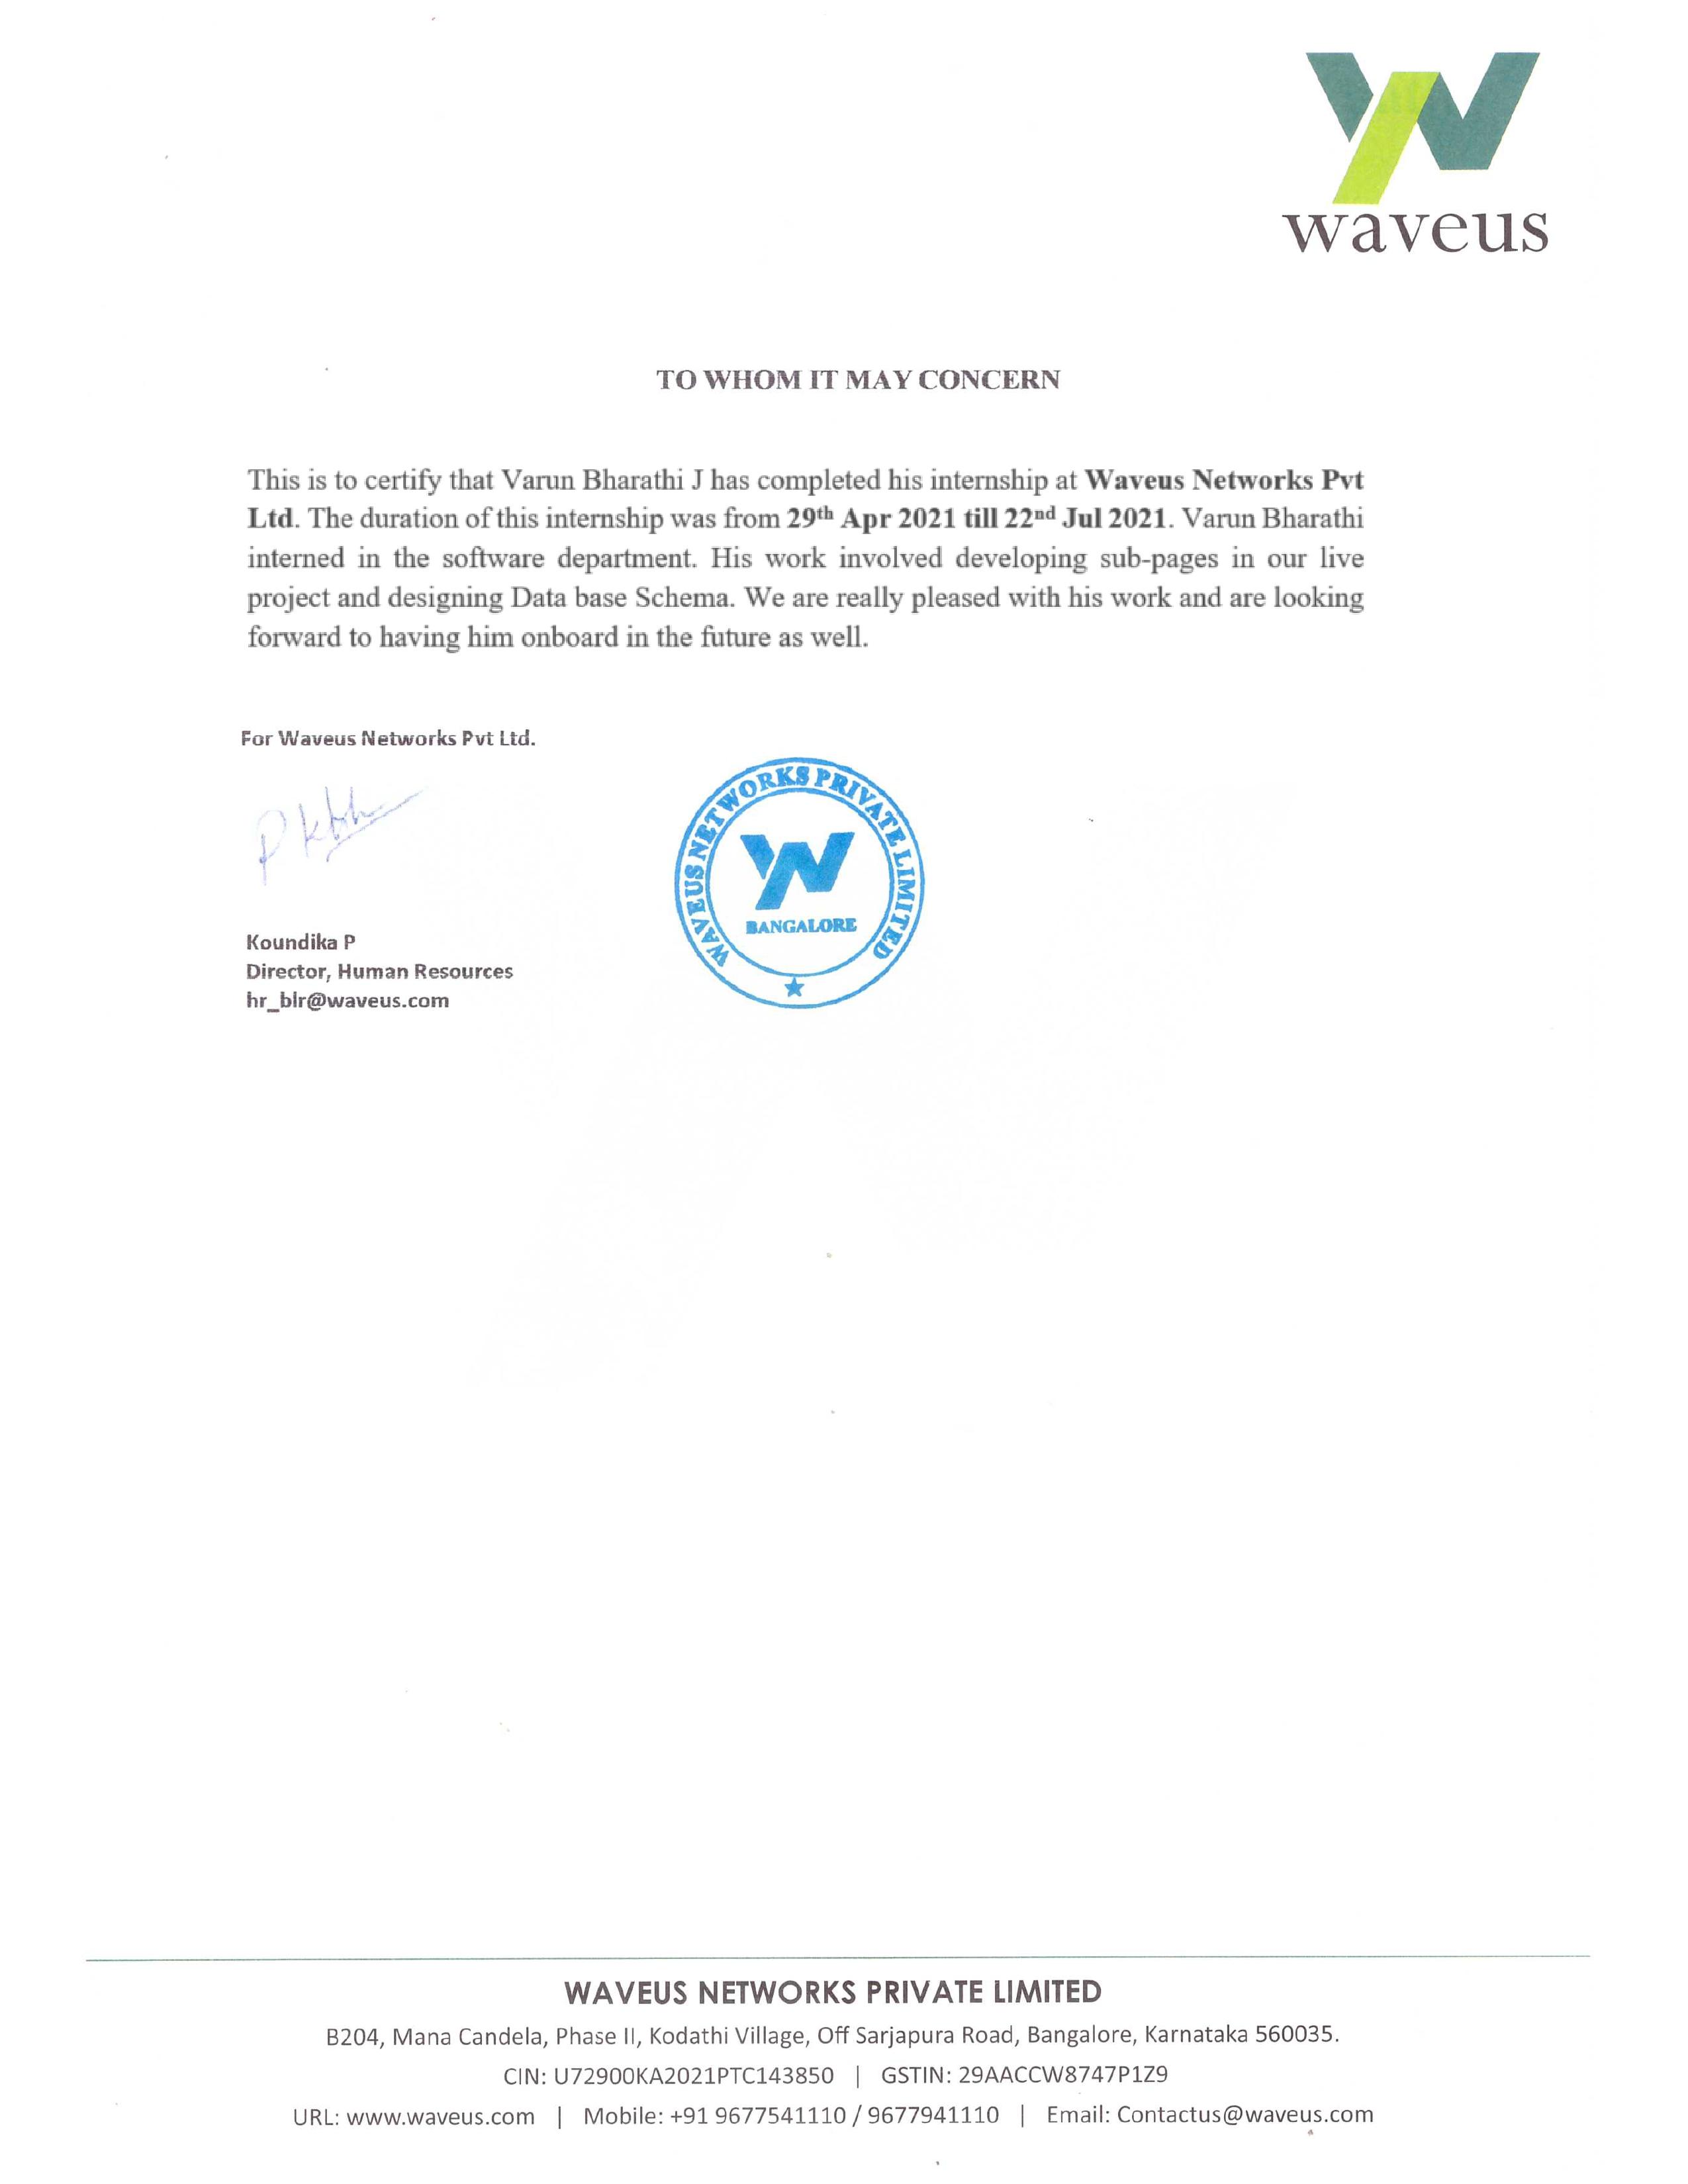 waveus
TO WHOM IT MAY CONCERN
This is to certify that Varun Bharathi J has completed his internship at Waveus Networks Pvt
Ltd. The duration of this internship was from 29th Apr 2021 till 22nd Jul 2021. Varun Bharathi
interned in the software department. His work involved developing sub-pages in our live
project and designing Data base Schema. We are really pleased with his work and are looking
forward to having him onboard in the future as well.
For Waveus Networks Pvt Ltd.
WAVEUS NETWORKS PRIVATE LIMITED
BANGALORE
Koundika P
Director, Human Resources
hr_blr@waveus.com
WAVEUS NETWORKS PRIVATE LIMITED
B204, Mana Candela, Phase II, Kodathi Village, Off Sarjapura Road, Bangalore, Karnataka 560035.
CIN: U72900KA2021PTC143850 | GSTIN: 29AACCW8747P1Z9
URL: www.waveus.com | Mobile: +91 9677541110 / 9677941110 | Email: Contactus@waveus.com